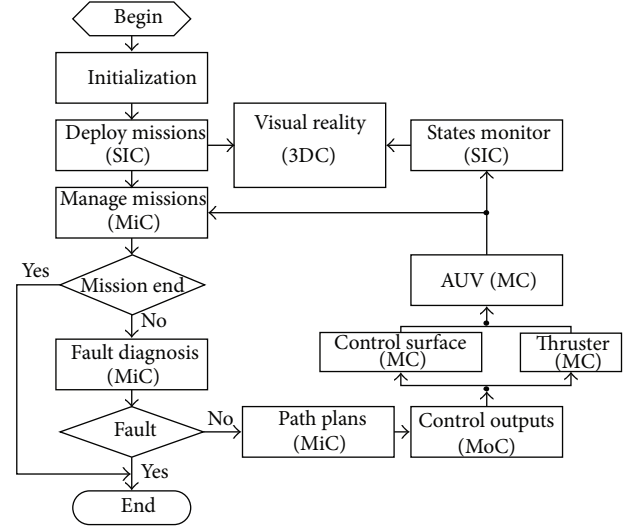 Begin
Initialization
Deploy missions
(SIC)
Visual reality
(3DC)
States monitor
(SIC)
Manage missions
(MiC)
Yes
Mission end
No
AUV (MC)
Fault diagnosis
(MiC)
Control surface
(MC)
Thruster
(MC)
Fault
No
Path plans
(MiC)
Control outputs
(MoC)
Yes
End